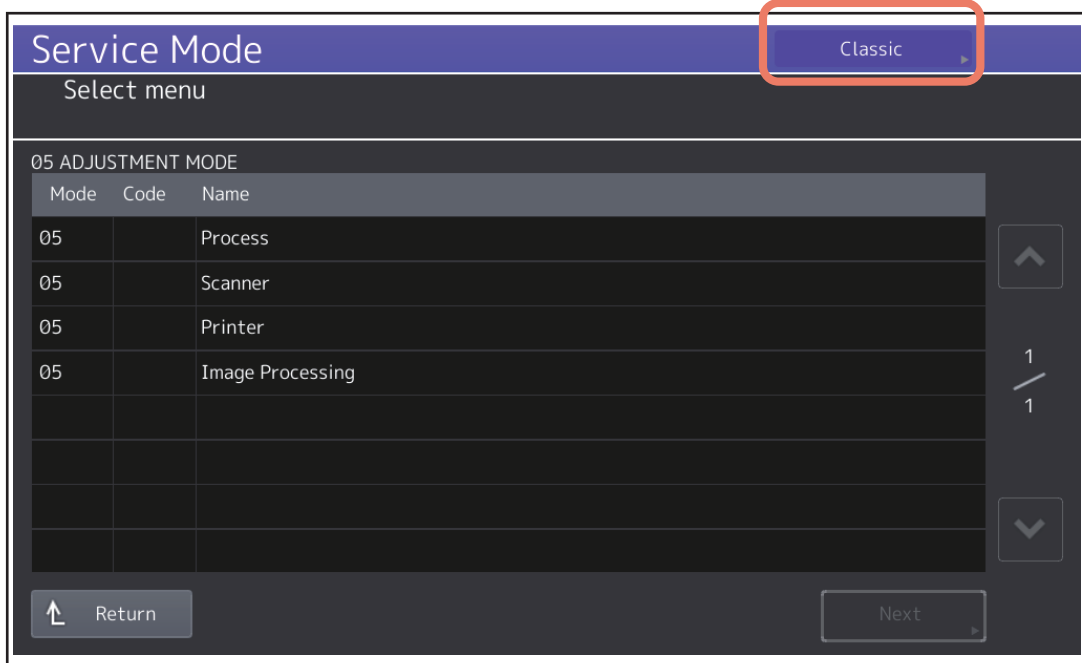 Service Mode
Classic
Select menu
05 ADJUSTMENT MODE
Mode Code Name
05 Process
05 Scanner
05 Printer
05 Image Processing
1
1
Return
Next